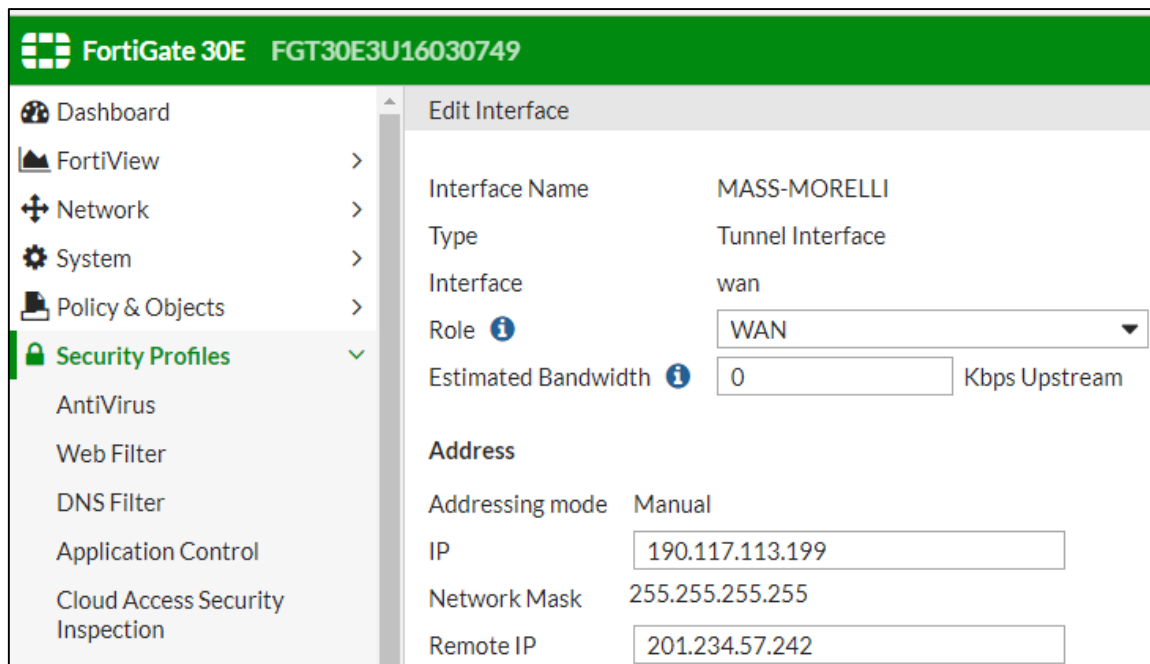 FortiGate 30E FGT30E3U16030749
Dashboard
FortiView
Network
System
Policy & Objects
Security Profiles
AntiVirus
Web Filter
DNS Filter
Application Control
Cloud Access Security
Inspection
Edit Interface
Interface Name MASS-MORELLI
Type Tunnel Interface
Interface wan
Role WAN
Estimated Bandwidth 0 Kbps Upstream
Address
Addressing mode Manual
IP 190.117.113.199
Network Mask 255.255.255.255
Remote IP 201.234.57.242